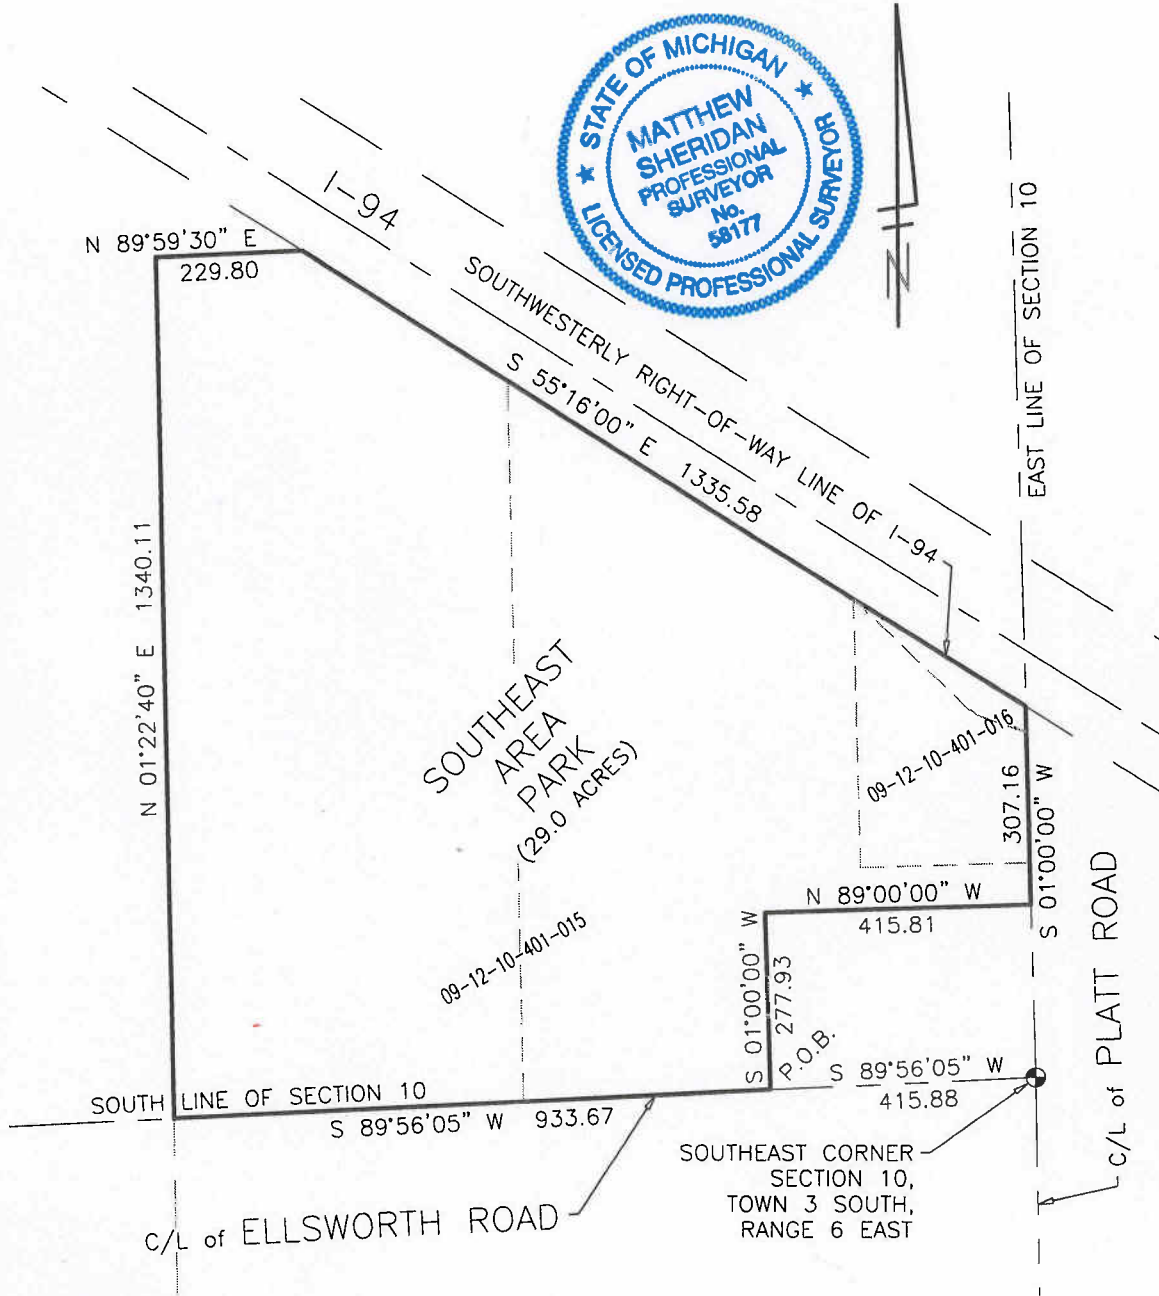 STATE OF MICHIGAN
LICENSED PROFESSIONAL SURVEYOR
MATTHEW
SHERIDAN
PROFESSIONAL
SURVEYOR
No.
58177
N
I-94
N 89°59'30" E
229.80
SOUTHWESTERLY RIGHT-OF-WAY LINE OF I-94
S 55°16'00" E 1335.58
EAST LINE OF SECTION 10
N 01°22'40" E 1340.11
SOUTHEAST
AREA
PARK
(29.0 ACRES)
09-12-10-401-016
307.16
S 01°00'00" W
N 89°00'00" W
415.81
09-12-10-401-015
S 01°00'00" W
277.93
P.O.B.
S 89°56'05" W
415.88
C/L of PLATT ROAD
SOUTH LINE OF SECTION 10
S 89°56'05" W 933.67
SOUTHEAST CORNER
SECTION 10,
TOWN 3 SOUTH,
RANGE 6 EAST
C/L of ELLSWORTH ROAD